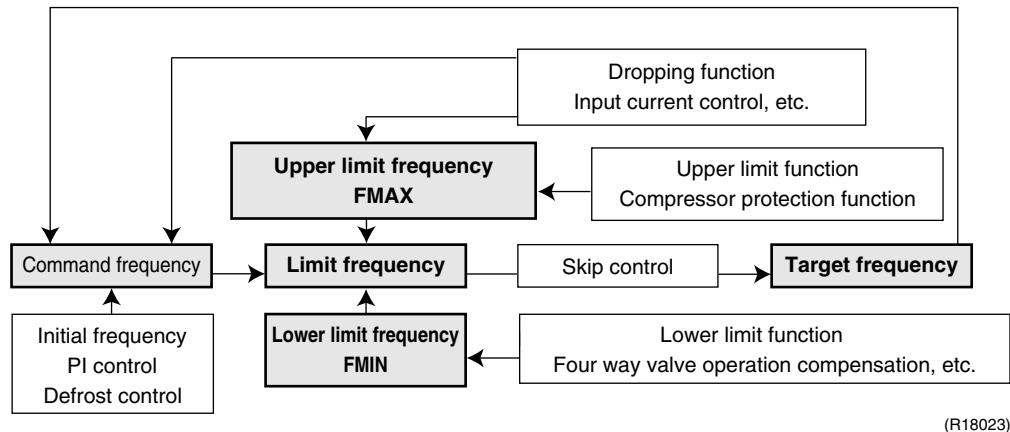 Dropping function
Input current control, etc.
Upper limit frequency
FMAX
Upper limit function
Compressor protection function
Command frequency
Limit frequency
Skip control
Target frequency
Initial frequency
PI control
Defrost control
Lower limit frequency
FMIN
Lower limit function
Four way valve operation compensation, etc.
(R18023)